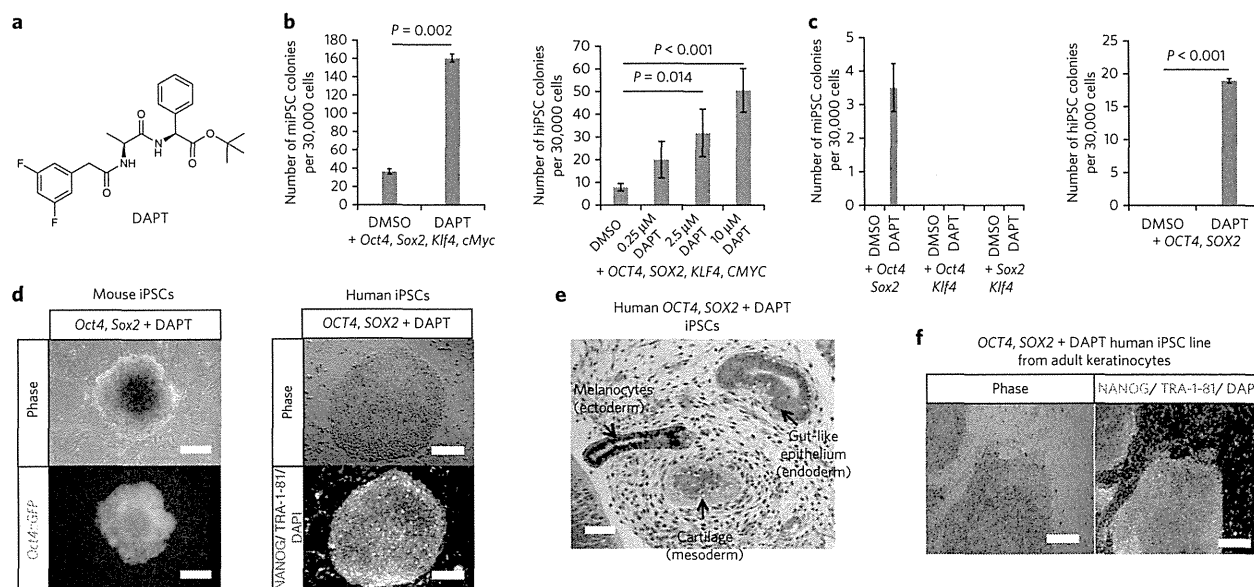 a
F
F
O
N
H
H
N
O
O
O
DAPT
b
Number of miPSC colonies
per 30,000 cells
180
160
140
120
100
80
60
40
20
0
P = 0.002
DMSO
DAPT
+ Oct4, Sox2, Klf4, cMyc
Number of hiPSC colonies
per 30,000 cells
70
60
50
40
30
20
10
0
P < 0.001
P = 0.014
DMSO
0.25 µM
DAPT
2.5 µM
DAPT
10 µM
DAPT
+ OCT4, SOX2, KLF4, CMYC
c
Number of miPSC colonies
per 30,000 cells
5
4
3
2
1
0
DMSO
DAPT
DMSO
DAPT
DMSO
DAPT
+ Oct4
Sox2
+ Oct4
Klf4
+ Sox2
Klf4
Number of hiPSC colonies
per 30,000 cells
25
20
15
10
5
0
P < 0.001
DMSO
DAPT
+ OCT4, SOX2
d
Mouse iPSCs
Oct4, Sox2 + DAPT
Phase
Oct4::GFP
Human iPSCs
OCT4, SOX2 + DAPT
Phase
NANOG/ TRA-1-81/
DAPI
e
Human OCT4, SOX2 + DAPT
iPSCs
Melanocytes
(ectoderm)
Gut-like
epithelium
(endoderm)
Cartilage
(mesoderm)
f
OCT4, SOX2 + DAPT human iPSC line
from adult keratinocytes
Phase
NANOG/ TRA-1-81/ DAP